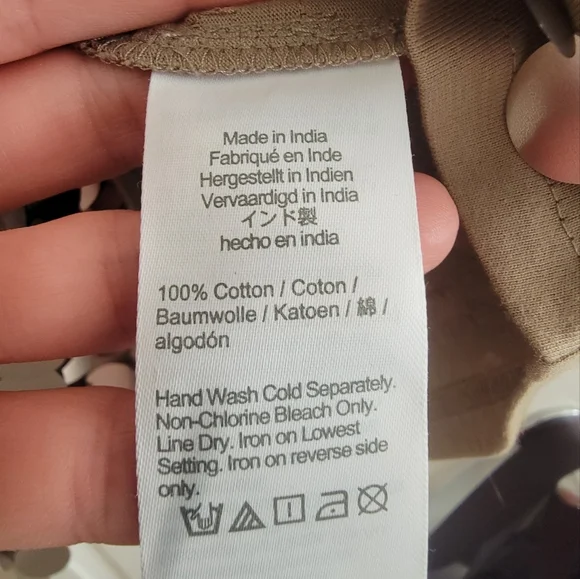 Made in India
Fabriqué en Inde
Hergestellt in Indien
Vervaardigd in India
インド製
hecho en india
100% Cotton / Coton /
Baumwolle / Katoen / 綿 /
algodón
Hand Wash Cold Separately.
Non-Chlorine Bleach Only.
Line Dry. Iron on Lowest
Setting. Iron on reverse side
only.